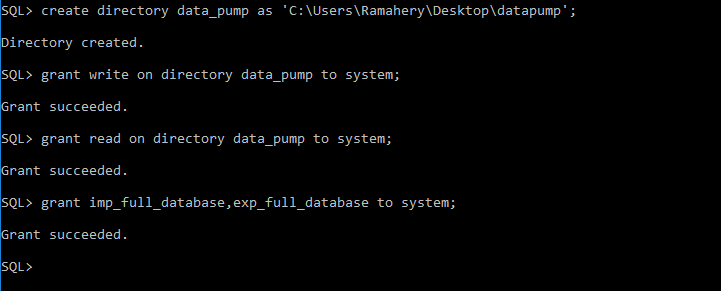 SQL> create directory data_pump as 'C:\Users\Ramahery\Desktop\datapump';
Directory created.
SQL> grant write on directory data_pump to system;
Grant succeeded.
SQL> grant read on directory data_pump to system;
Grant succeeded.
SQL> grant imp_full_database,exp_full_database to system;
Grant succeeded.
SQL>